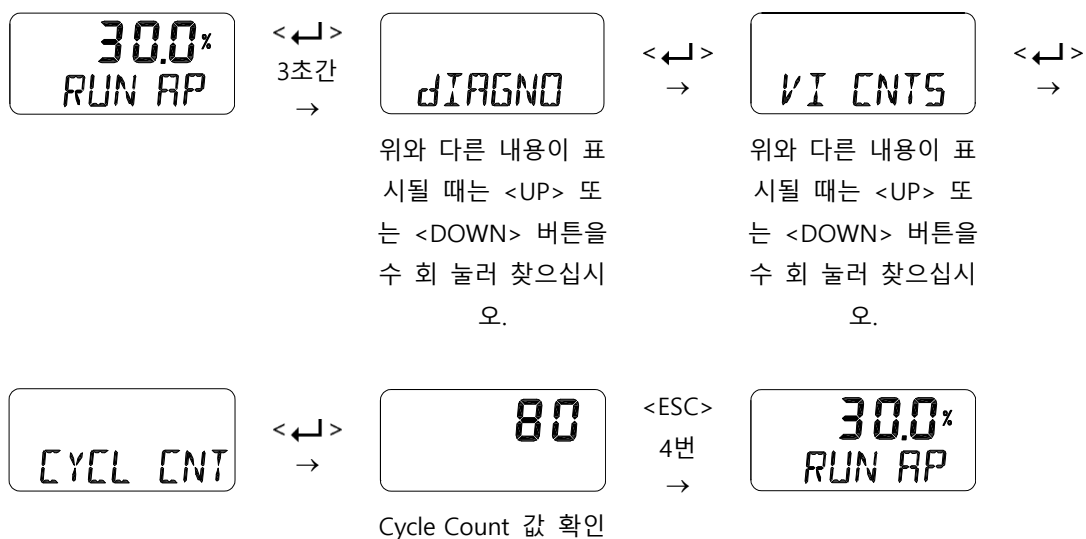 30.0%
RUN AP
<↵>
3초간
→
dIAGNO
<↵>
→
VI CNTS
<↵>
→
위와 다른 내용이 표
시될 때는 <UP> 또
는 <DOWN> 버튼을
수 회 눌러 찾으십시
오.
위와 다른 내용이 표
시될 때는 <UP> 또
는 <DOWN> 버튼을
수 회 눌러 찾으십시
오.
CYCL CNT
<↵>
→
80
<ESC>
4번
→
30.0%
RUN AP
Cycle Count 값 확인